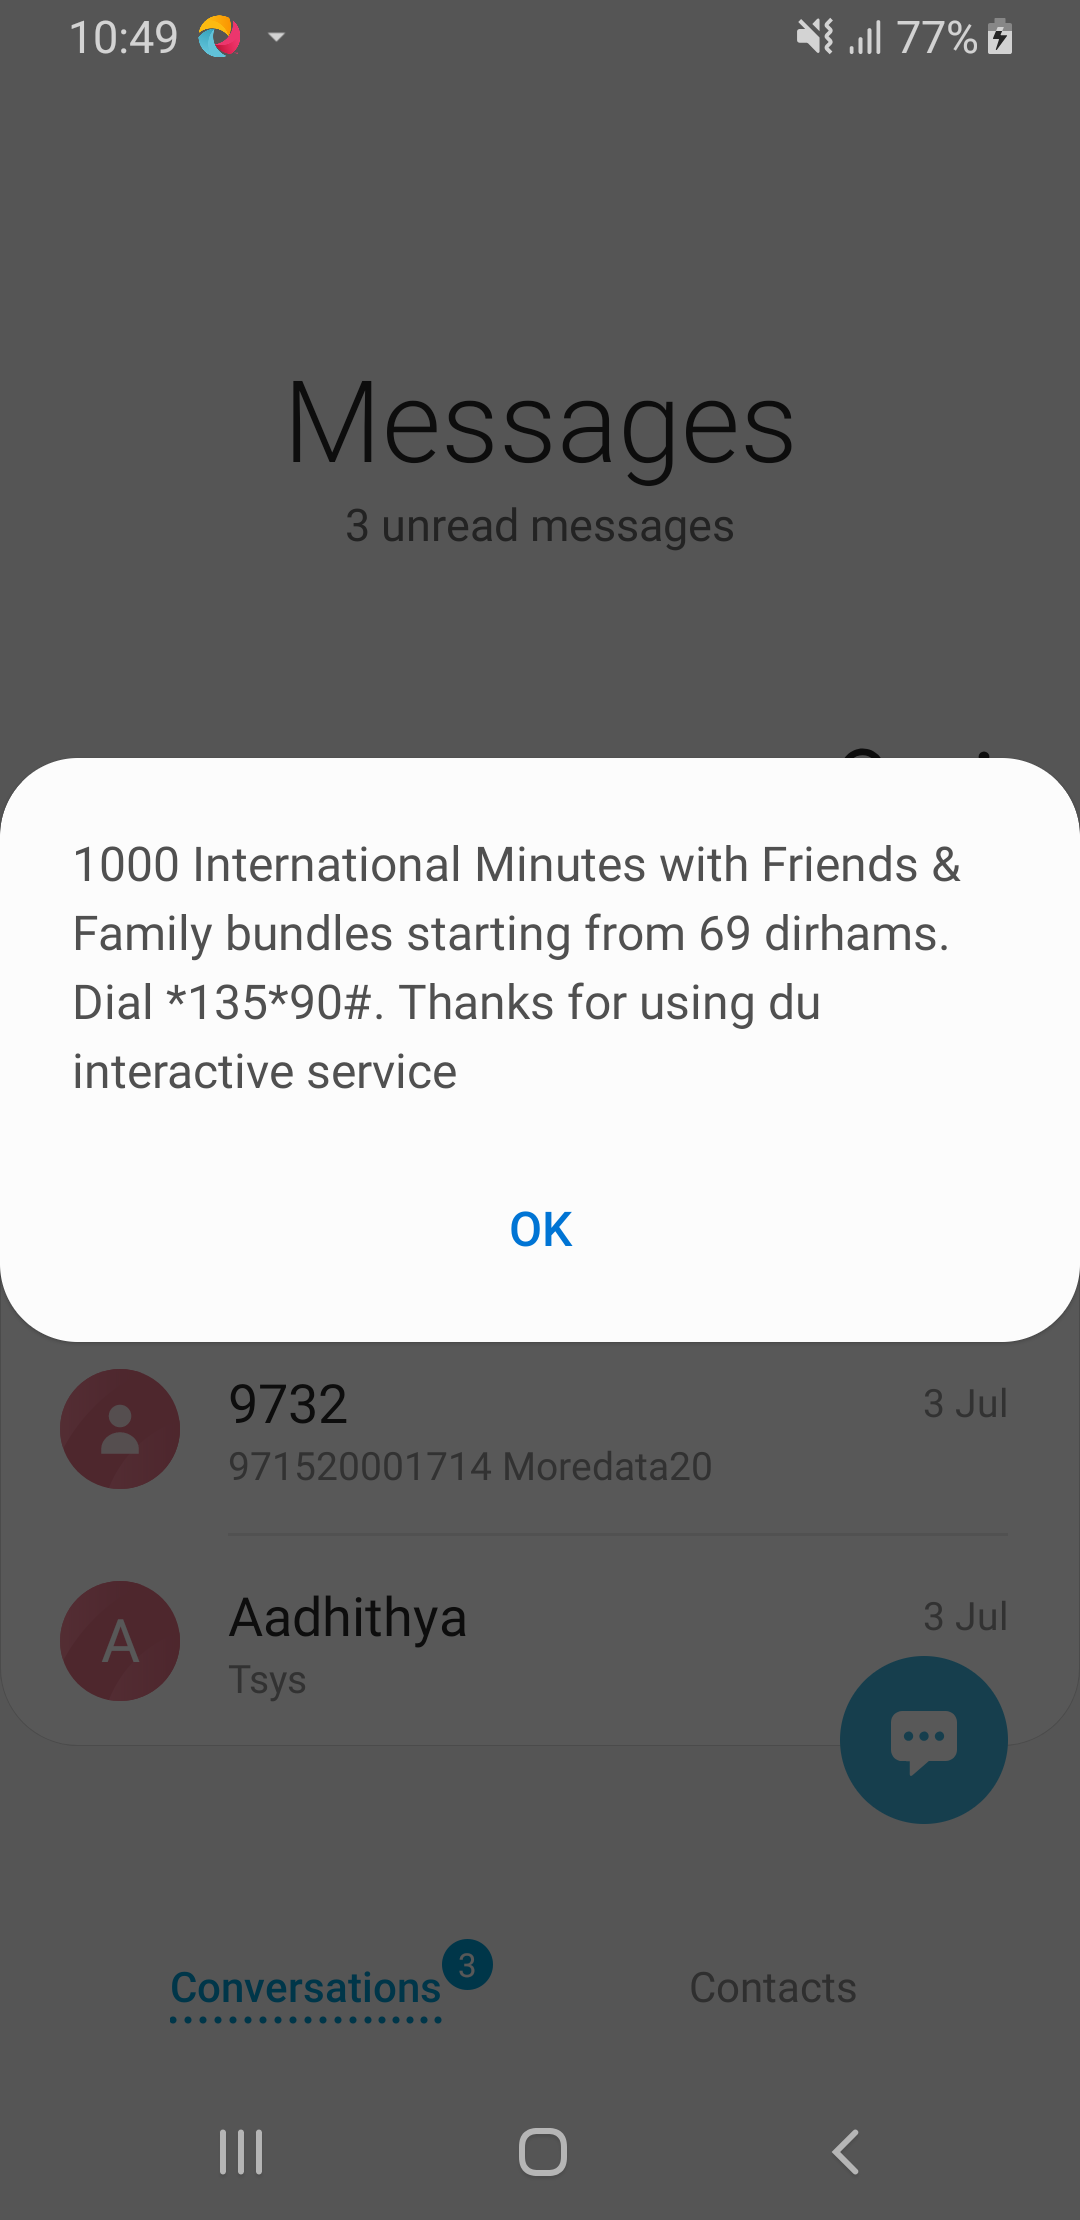 10:49
77%
Messages
3 unread messages
1000 International Minutes with Friends &
Family bundles starting from 69 dirhams.
Dial *135*90#. Thanks for using du
interactive service
OK
9732
3 Jul
971520001714 Moredata20
A
Aadhithya
3 Jul
Tsys
Conversations
3
Contacts